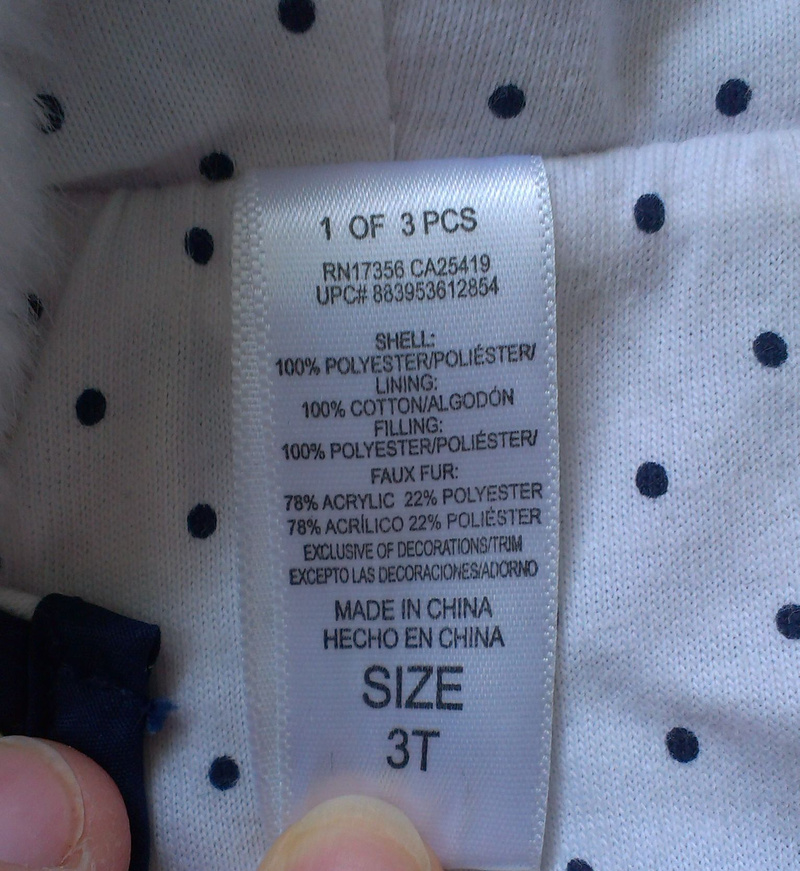 1 OF 3 PCS
RN17356 CA25419
UPC# 883953612854
SHELL:
100% POLYESTER/POLIÉSTER/
LINING:
100% COTTON/ALGODÓN
FILLING:
100% POLYESTER/POLIÉSTER/
FAUX FUR:
78% ACRYLIC 22% POLYESTER
78% ACRÍLICO 22% POLIÉSTER
EXCLUSIVE OF DECORATIONS/TRIM
EXCEPTO LAS DECORACIONES/ADORNO
MADE IN CHINA
HECHO EN CHINA
SIZE
3T